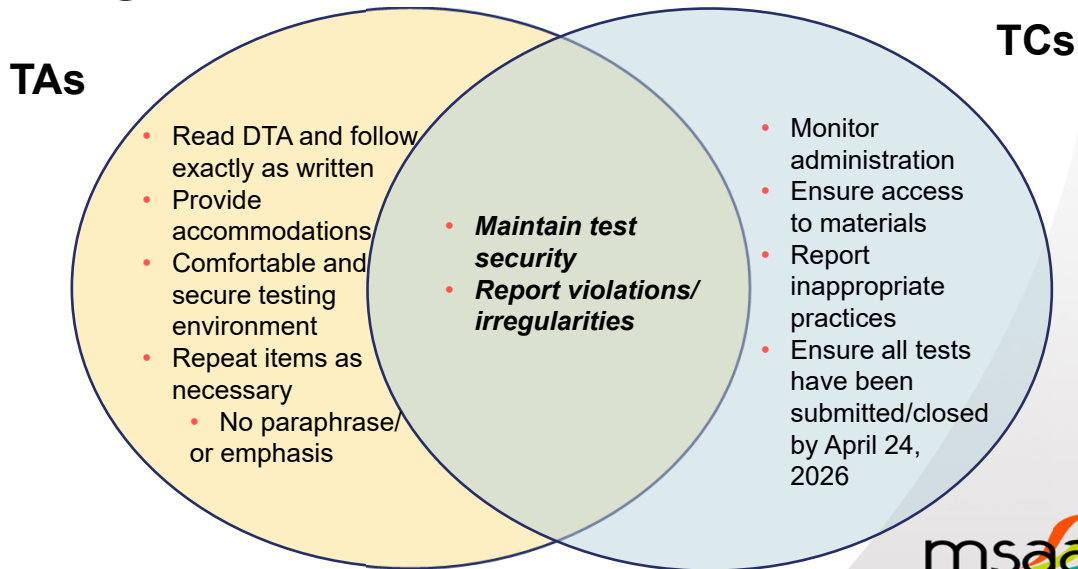 TAs
TCs
• Read DTA and follow
exactly as written
• Provide
accommodations
• Comfortable and
secure testing
environment
• Repeat items as
necessary
• No paraphrase/
or emphasis
• Maintain test
security
• Report violations/
irregularities
• Monitor
administration
• Ensure access
to materials
• Report
inappropriate
practices
• Ensure all tests
have been
submitted/closed
by April 24,
2026
msaa